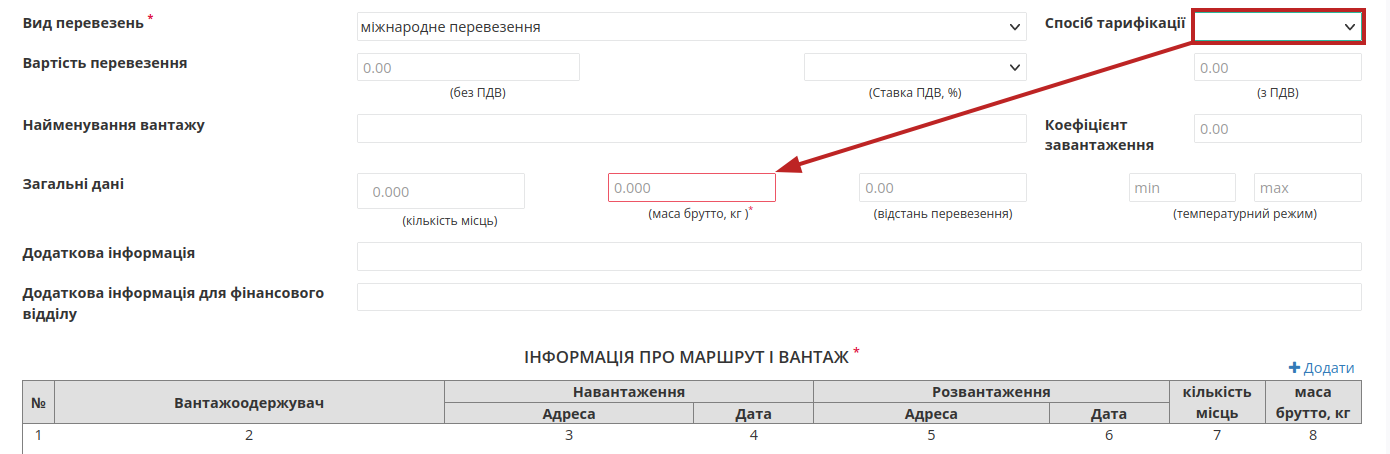 Вид перевезень *
міжнародне перевезення
Спосіб тарифікації
Вартість перевезення
0.00
0.00
(без ПДВ)
(Ставка ПДВ, %)
(з ПДВ)
Найменування вантажу
Коефіцієнт
завантаження
0.00
Загальні дані
0.000
0.000
0.00
min
max
(кількість місць)
(маса брутто, кг )*
(відстань перевезення)
(температурний режим)
Додаткова інформація
Додаткова інформація для фінансового
відділу
ІНФОРМАЦІЯ ПРО МАРШРУТ І ВАНТАЖ *
+ Додати
№
Вантажоодержувач
Навантаження
Розвантаження
кількість
місць
маса
брутто, кг
Адреса
Дата
Адреса
Дата
1 2 3 4 5 6 7 8